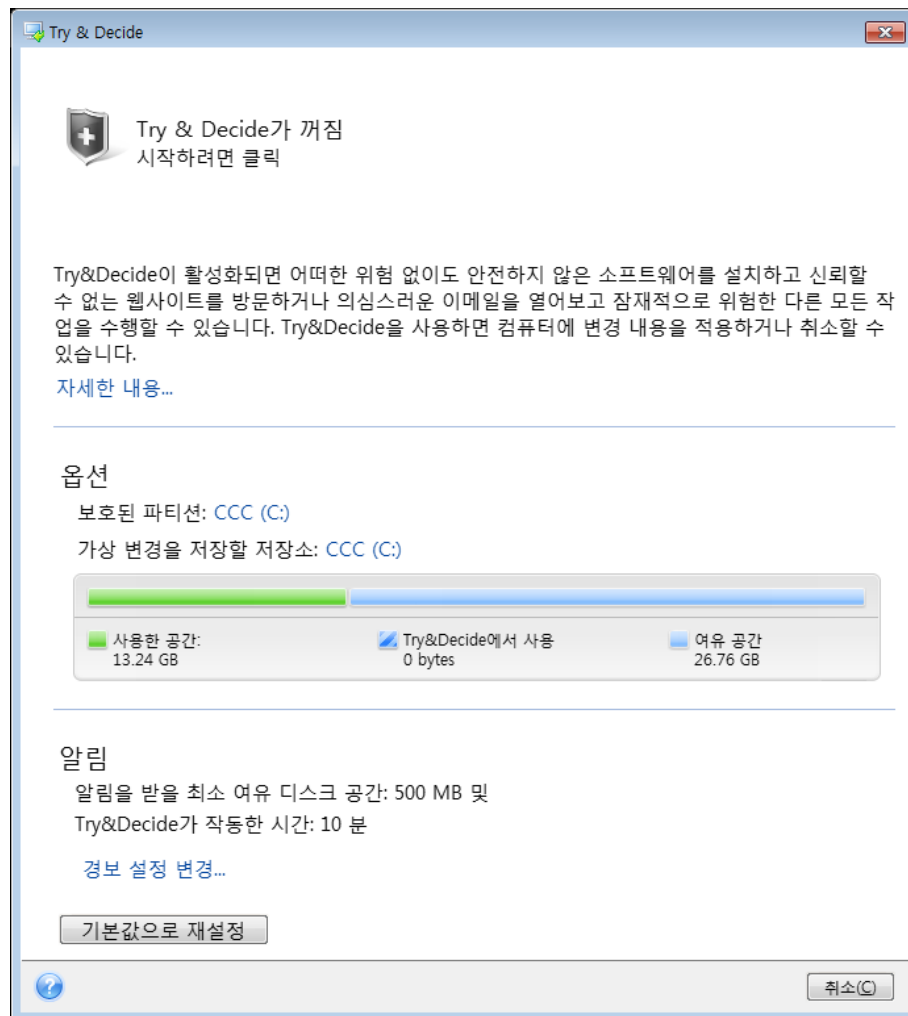 Try & Decide
Try & Decide가 꺼짐
시작하려면 클릭
Try&Decide이 활성화되면 어떠한 위험 없이도 안전하지 않은 소프트웨어를 설치하고 신뢰할
수 없는 웹사이트를 방문하거나 의심스러운 이메일을 열어보고 잠재적으로 위험한 다른 모든 작
업을 수행할 수 있습니다. Try&Decide을 사용하면 컴퓨터에 변경 내용을 적용하거나 취소할 수
있습니다.
자세한 내용...
옵션
보호된 파티션: CCC (C:)
가상 변경을 저장할 저장소: CCC (C:)
사용한 공간: Try&Decide에서 사용 여유 공간
13.24 GB 0 bytes 26.76 GB
알림
알림을 받을 최소 여유 디스크 공간: 500 MB 및
Try&Decide가 작동한 시간: 10 분
경보 설정 변경...
기본값으로 재설정
취소(C)